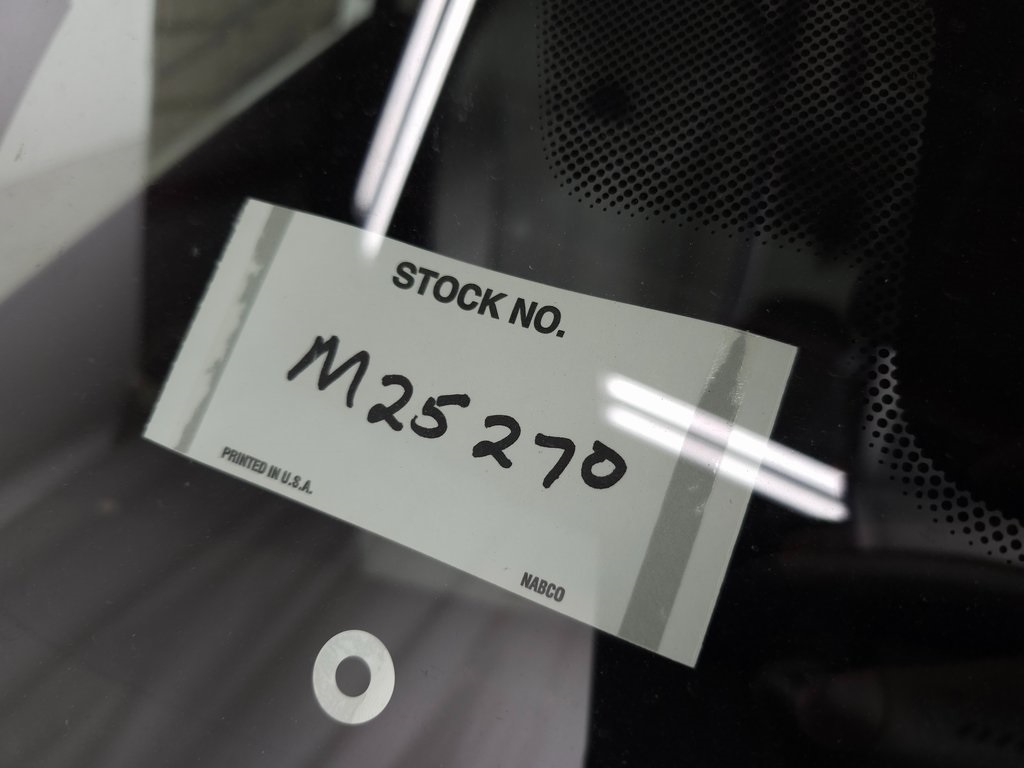 STOCK NO.
M25270
PRINTED IN U.S.A.
NABCO